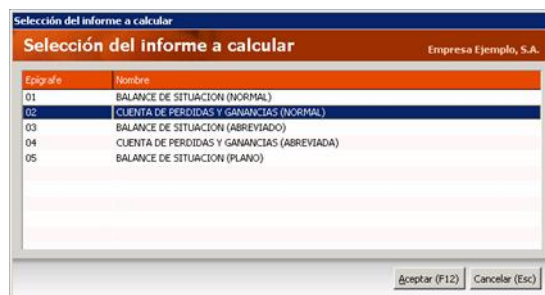 Selección del informe a calcular
Selección del informe a calcular Empresa Ejemplo, S.A.
Epígrafe Nombre
01 BALANCE DE SITUACION (NORMAL)
02 CUENTA DE PERDIDAS Y GANANCIAS (NORMAL)
03 BALANCE DE SITUACION (ABREVIADO)
04 CUENTA DE PERDIDAS Y GANANCIAS (ABREVIADA)
05 BALANCE DE SITUACION (PLANO)
Aceptar (F12) Cancelar (Esc)